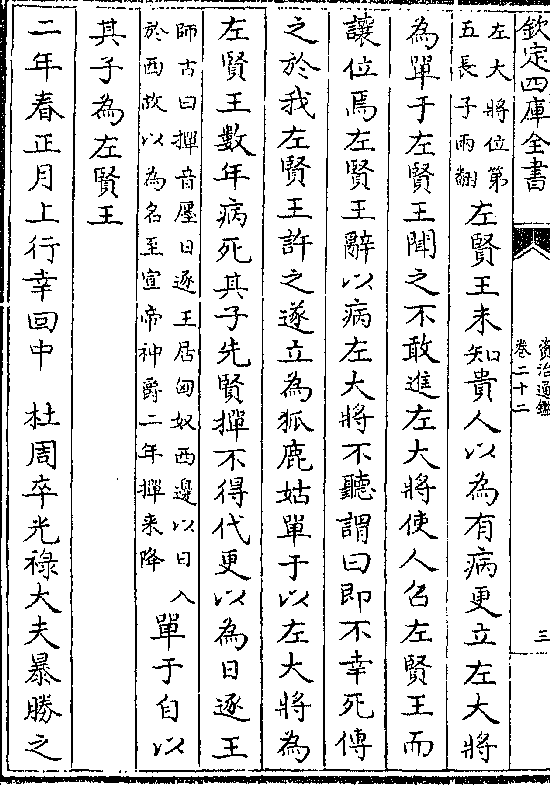 欽定四庫全書
資治通鑑
卷二十二
三
左大將位第
五長子雨翻
左賢王未知貴人以為有病更立左大將
為單于左賢王聞之不敢進左大將使人召左賢王而
讓位焉左賢王辭以病左大將不聽謂曰即不幸死傳
之於我左賢王許之遂立為狐鹿姑單于以左大將為
左賢王數年病死其子先賢撣不得代更以為日逐王
師古曰撣音廛日逐王居匈奴西邊以日入
於西故以為名至宣帝神爵二年撣来降
單于自以
其子為左賢王
二年春正月上行幸回中　杜周卒光祿大夫暴勝之